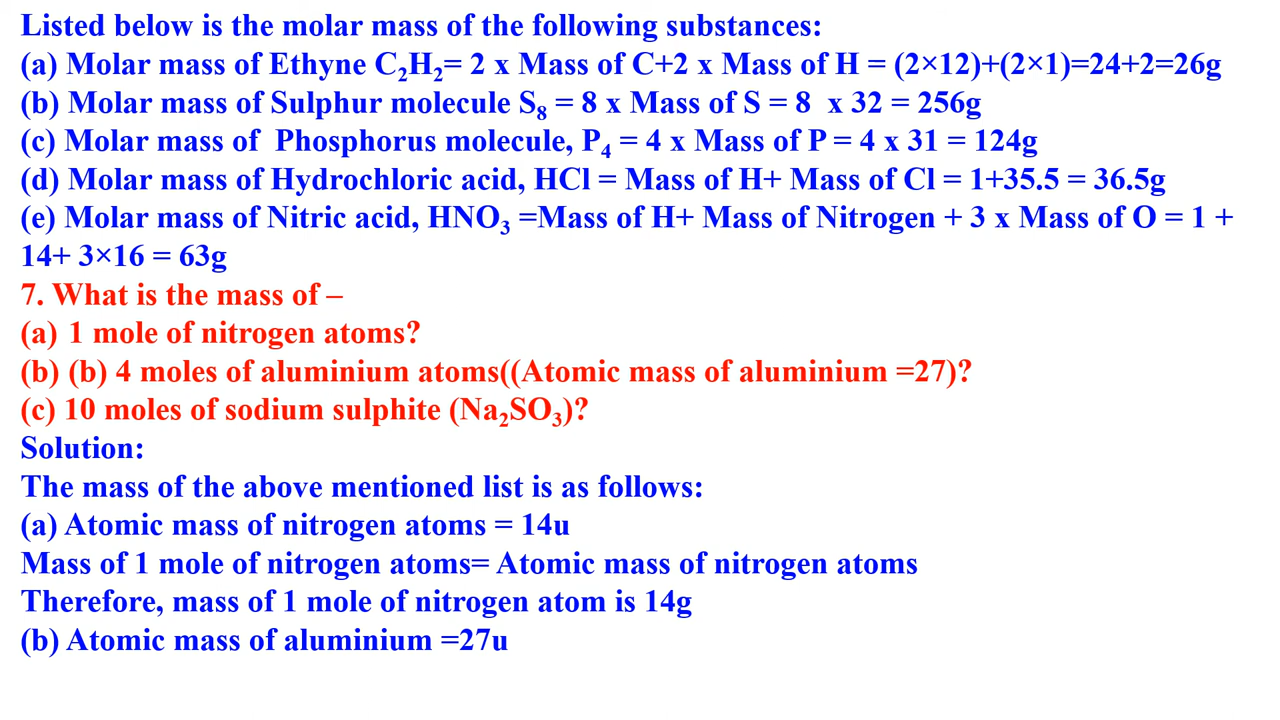 Listed below is the molar mass of the following substances:
(a) Molar mass of Ethyne C₂H₂= 2 x Mass of C+2 x Mass of H = (2×12)+(2×1)=24+2=26g
(b) Molar mass of Sulphur molecule S₈ = 8 x Mass of S = 8  x 32 = 256g
(c) Molar mass of  Phosphorus molecule, P₄ = 4 x Mass of P = 4 x 31 = 124g
(d) Molar mass of Hydrochloric acid, HCl = Mass of H+ Mass of Cl = 1+35.5 = 36.5g
(e) Molar mass of Nitric acid, HNO₃ =Mass of H+ Mass of Nitrogen + 3 x Mass of O = 1 +
14+ 3×16 = 63g
7. What is the mass of –
(a) 1 mole of nitrogen atoms?
(b) (b) 4 moles of aluminium atoms((Atomic mass of aluminium =27)?
(c) 10 moles of sodium sulphite (Na₂SO₃)?
Solution:
The mass of the above mentioned list is as follows:
(a) Atomic mass of nitrogen atoms = 14u
Mass of 1 mole of nitrogen atoms= Atomic mass of nitrogen atoms
Therefore, mass of 1 mole of nitrogen atom is 14g
(b) Atomic mass of aluminium =27u